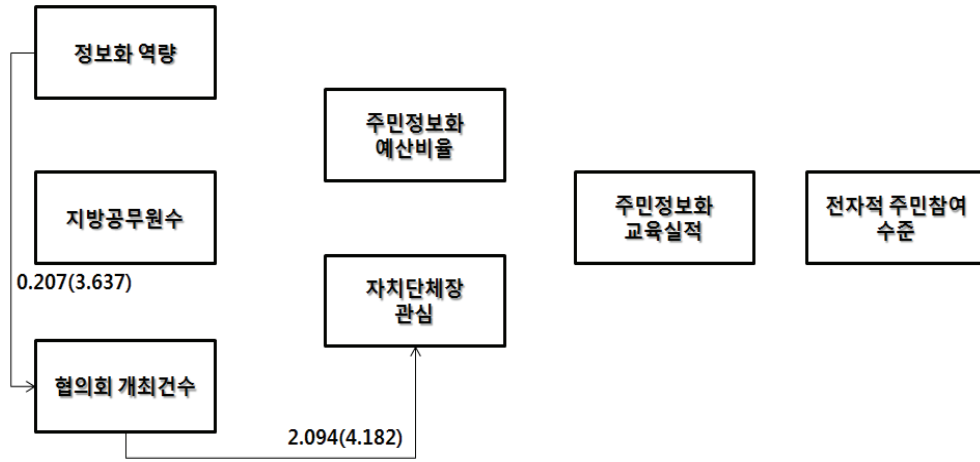 정보화 역량
주민정보화
예산비율
지방공무원수
주민정보화
교육실적
전자적 주민참여
수준
0.207(3.637)
자치단체장
관심
협의회 개최건수
2.094(4.182)